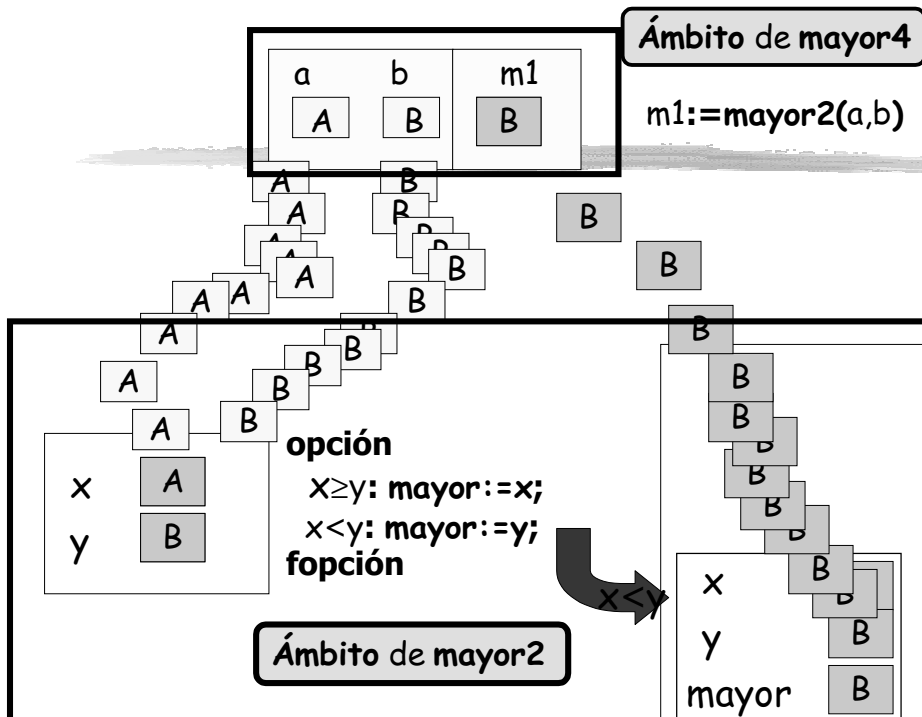 Ámbito de mayor4
a b m1
A B B
m1:=mayor2(a,b)
A B
A B B
A B
A B B
A B
A A B
A B B
B
A B B
B
A B B
opción
x A x≥y: mayor:=x;
y B x<y: mayor:=y;
fopción
B
B
B
B
B
B
x<y
x
y B
mayor B
Ámbito de mayor2